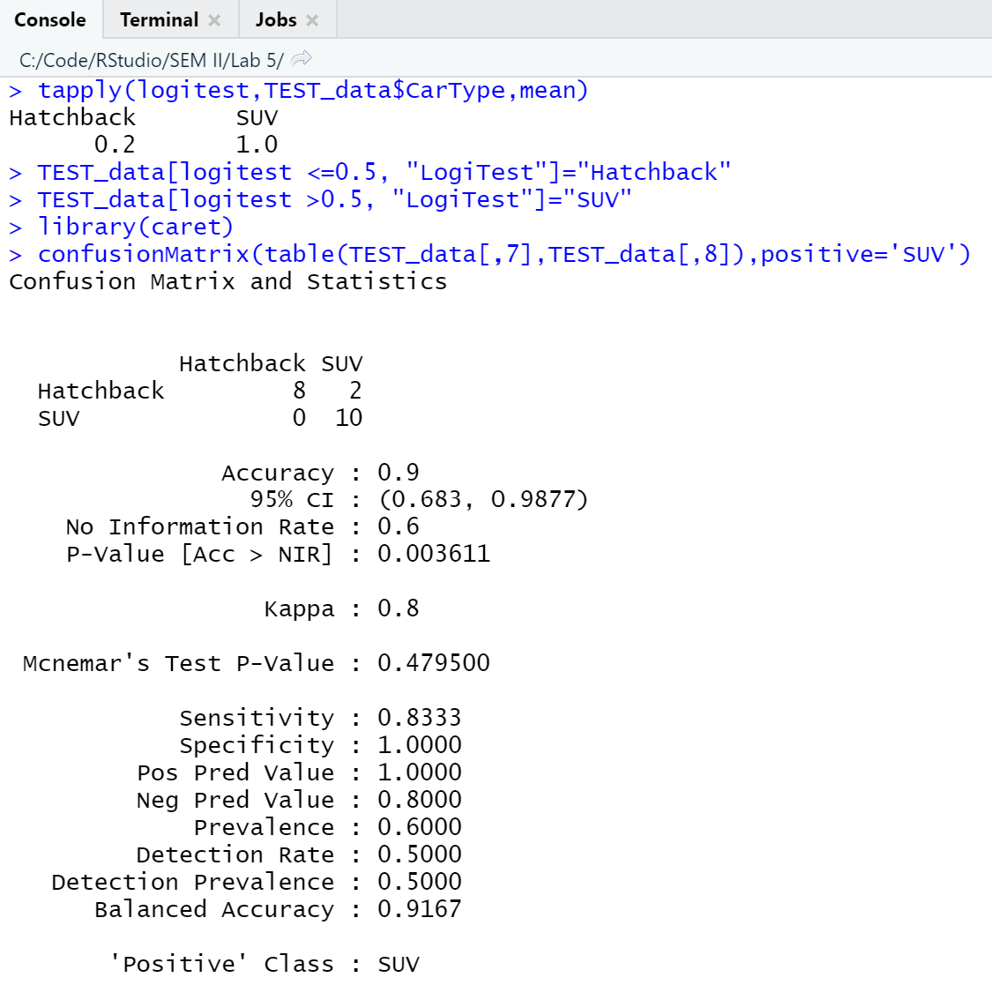 Console Terminal Jobs
C:/Code/RStudio/SEM II/Lab 5/
> tapply(logitest,TEST_data$CarType,mean)
Hatchback       SUV
      0.2       1.0
> TEST_data[logitest <=0.5, "LogiTest"]="Hatchback"
> TEST_data[logitest >0.5, "LogiTest"]="SUV"
> library(caret)
> confusionMatrix(table(TEST_data[,7],TEST_data[,8]),positive='SUV')
Confusion Matrix and Statistics
            Hatchback SUV
  Hatchback         8   2
  SUV               0  10
               Accuracy : 0.9
                 95% CI : (0.683, 0.9877)
    No Information Rate : 0.6
    P-Value [Acc > NIR] : 0.003611
                  Kappa : 0.8
 Mcnemar's Test P-Value : 0.479500
            Sensitivity : 0.8333
            Specificity : 1.0000
         Pos Pred Value : 1.0000
         Neg Pred Value : 0.8000
             Prevalence : 0.6000
         Detection Rate : 0.5000
   Detection Prevalence : 0.5000
      Balanced Accuracy : 0.9167
       'Positive' Class : SUV